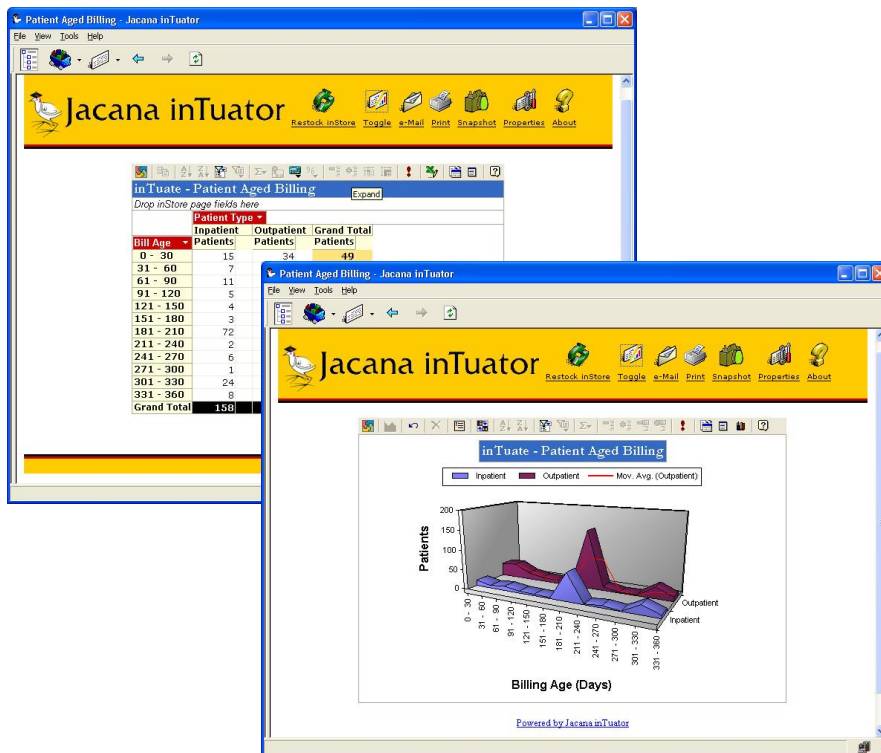 Patient Aged Billing - Jacana inTuator
File View Tools Help
Jacana inTuator
Restock inStore Toggle e-Mail Print Snapshot Properties About
inTuate - Patient Aged Billing
Expand
Drop inStore page fields here
Patient Type
Inpatient Outpatient Grand Total
Bill Age Patients Patients Patients
0 - 30 15 34 49
31 - 60 7
61 - 90 11
91 - 120 5
121 - 150 4
151 - 180 3
181 - 210 72
211 - 240 2
241 - 270 6
271 - 300 1
301 - 330 24
331 - 360 8
Grand Total 158
Patient Aged Billing - Jacana inTuator
File View Tools Help
Jacana inTuator
Restock inStore Toggle e-Mail Print Snapshot Properties About
inTuate - Patient Aged Billing
Inpatient Outpatient Mov. Avg. (Outpatient)
Patients
200
150
100
50
0
0 - 30
31 - 60
61 - 90
91 - 120
121 - 150
151 - 180
181 - 210
211 - 240
241 - 270
271 - 300
301 - 330
331 - 360
Outpatient
Inpatient
Billing Age (Days)
Powered by Jacana inTuator